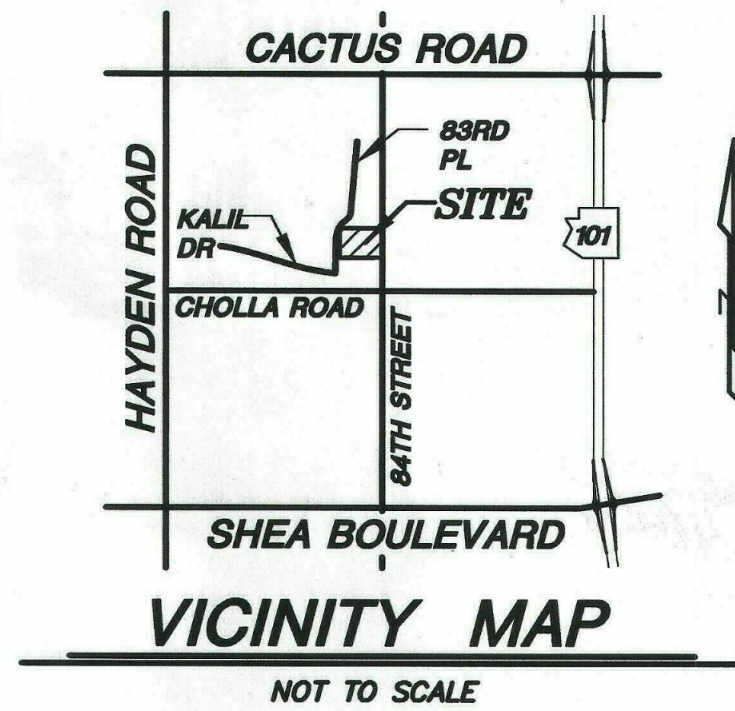 CACTUS ROAD
83RD
PL
SITE
KALIL
DR
101
HAYDEN ROAD
CHOLLA ROAD
84TH STREET
SHEA BOULEVARD
VICINITY MAP
NOT TO SCALE